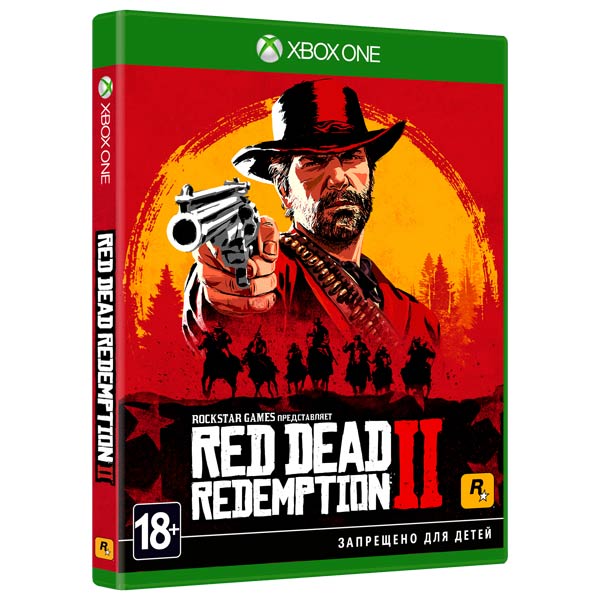 XBOX ONE
XBOX ONE
RED DEAD REDEMPTION II
R
ROCKSTAR GAMES ПРЕДСТАВЛЯЕТ
RED DEAD
REDEMPTION II
R
18+
ЗАПРЕЩЕНО ДЛЯ ДЕТЕЙ